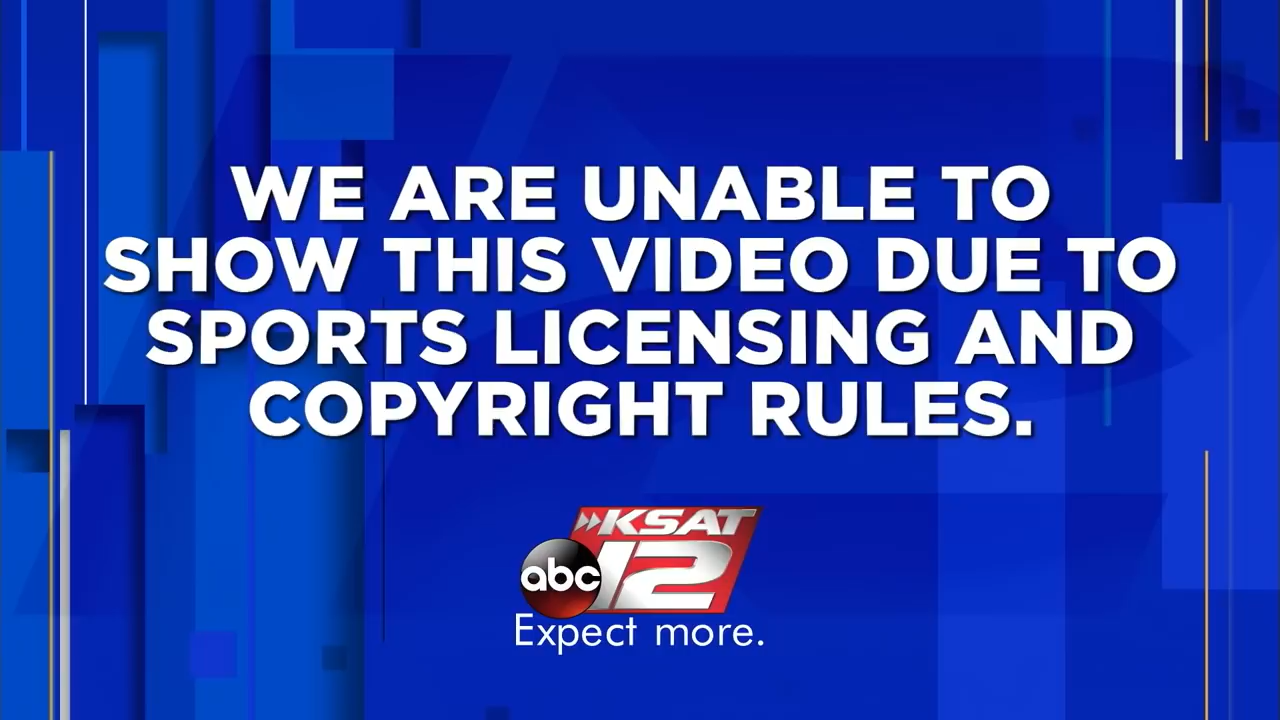 WE ARE UNABLE TO
SHOW THIS VIDEO DUE TO
SPORTS LICENSING AND
COPYRIGHT RULES.
KSAT
abc 12
Expect more.